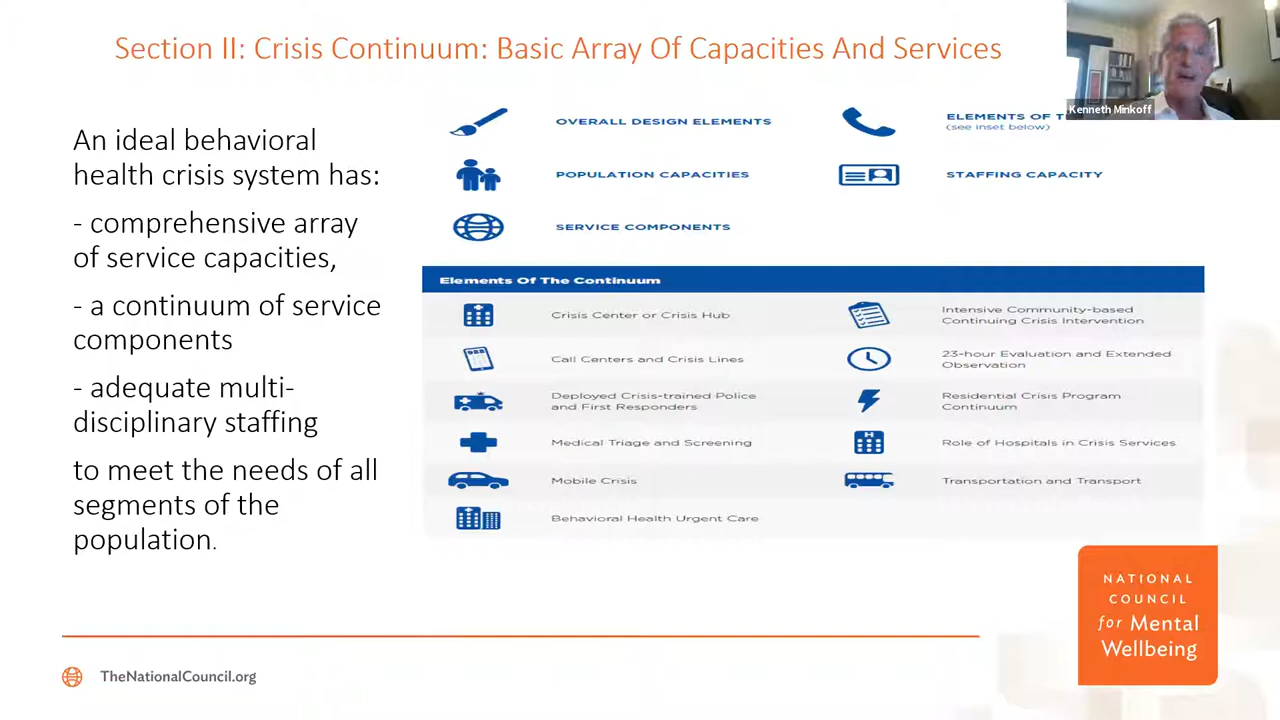 Section II: Crisis Continuum: Basic Array Of Capacities And Services
Kenneth Minkoff
An ideal behavioral
health crisis system has:
- comprehensive array
of service capacities,
- a continuum of service
components
- adequate multi-
disciplinary staffing
to meet the needs of all
segments of the
population.
OVERALL DESIGN ELEMENTS
ELEMENTS OF
(see inset below)
POPULATION CAPACITIES
STAFFING CAPACITY
SERVICE COMPONENTS
Elements Of The Continuum
Crisis Center or Crisis Hub
Intensive Community-based
Continuing Crisis Intervention
988
Call Centers and Crisis Lines
23-hour Evaluation and Extended
Observation
Deployed Crisis-trained Police
and First Responders
Residential Crisis Program
Continuum
Medical Triage and Screening
H
Role of Hospitals in Crisis Services
Mobile Crisis
Transportation and Transport
Behavioral Health Urgent Care
NATIONAL
COUNCIL
for Mental
Wellbeing
TheNationalCouncil.org